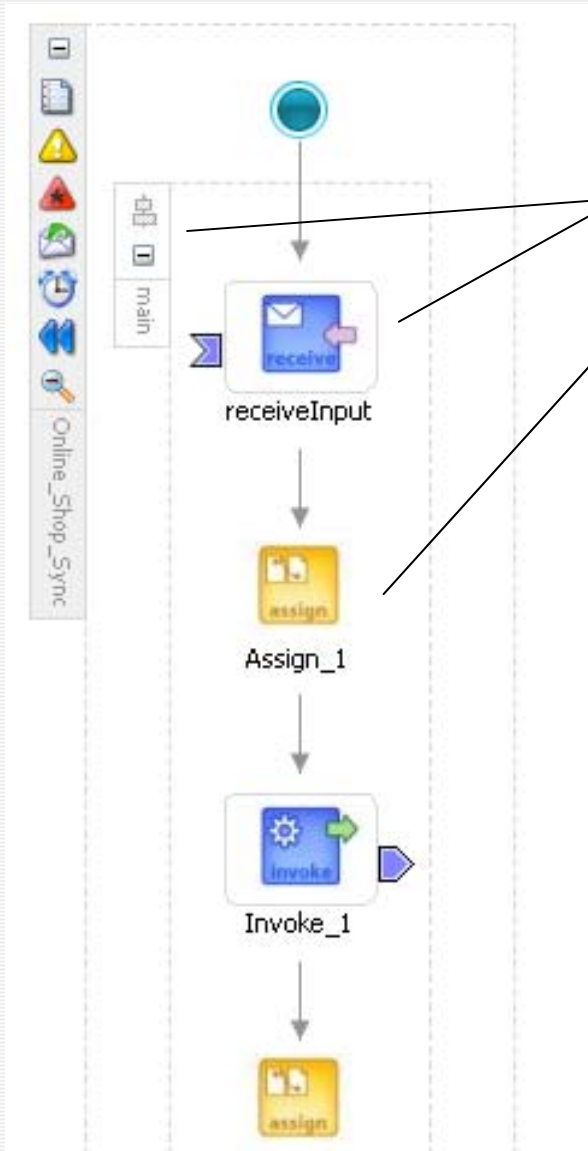 main
Online_Shop_Sync
receive
receiveInput
assign
Assign_1
invoke
Invoke_1
assign